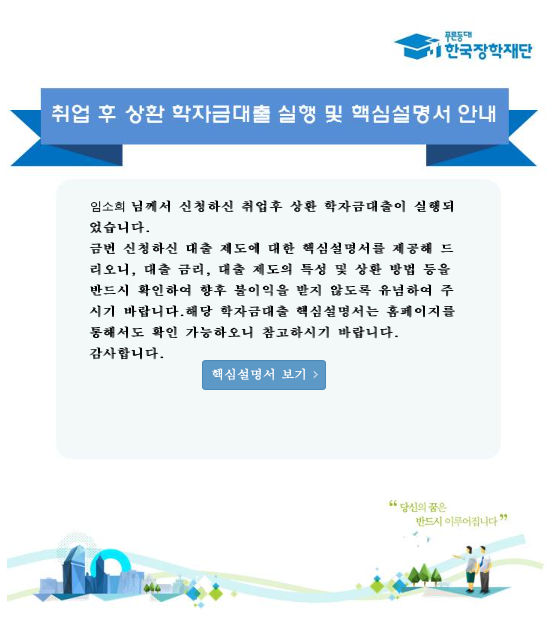 푸른등대
한국장학재단
취업 후 상환 학자금대출 실행 및 핵심설명서 안내
임소희 님께서 신청하신 취업후 상환 학자금대출이 실행되
었습니다.
금번 신청하신 대출 제도에 대한 핵심설명서를 제공해 드
리오니, 대출 금리, 대출 제도의 특성 및 상환 방법 등을
반드시 확인하여 향후 불이익을 받지 않도록 유념하여 주
시기 바랍니다.해당 학자금대출 핵심설명서는 홈페이지를
통해서도 확인 가능하오니 참고하시기 바랍니다.
감사합니다.
핵심설명서 보기 >
“ 당신의 꿈은
반드시 이루어집니다 ”